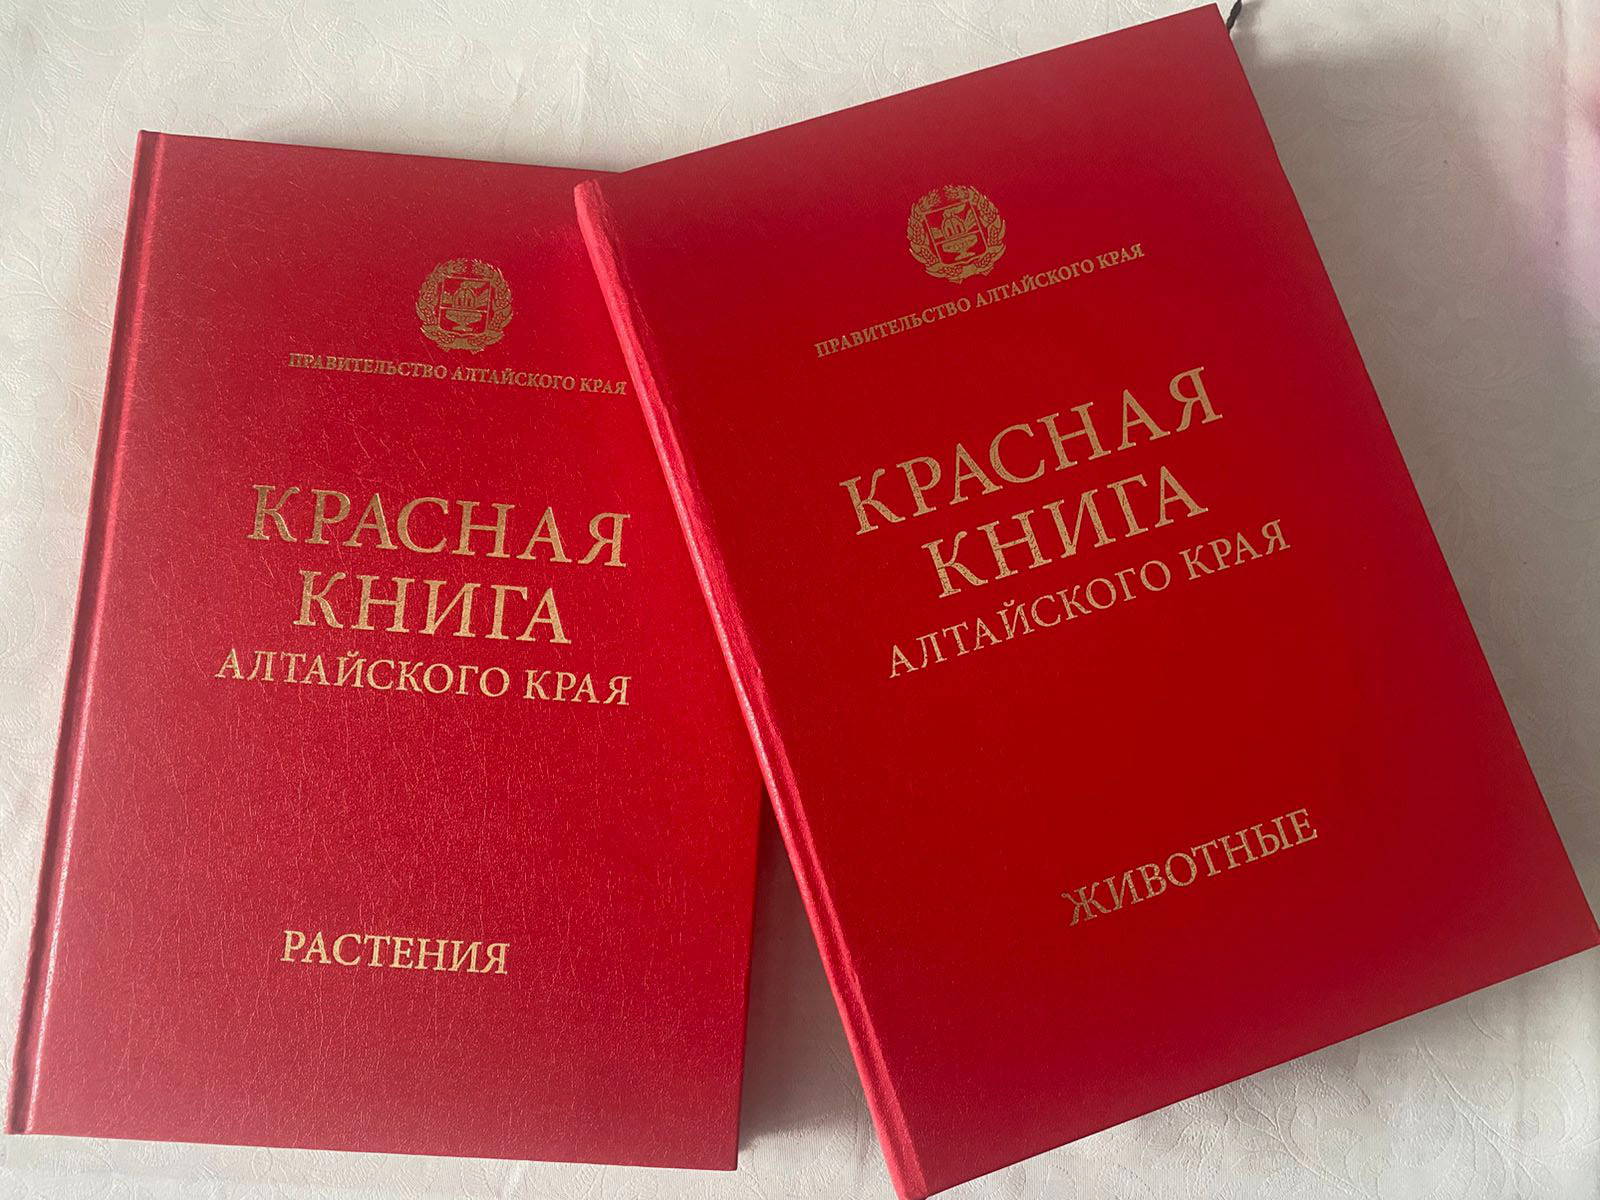 ПРАВИТЕЛЬСТВО АЛТАЙСКОГО КРАЯ
КРАСНАЯ
КНИГА
АЛТАЙСКОГО КРАЯ
РАСТЕНИЯ
ПРАВИТЕЛЬСТВО АЛТАЙСКОГО КРАЯ
КРАСНАЯ
КНИГА
АЛТАЙСКОГО КРАЯ
ЖИВОТНЫЕ